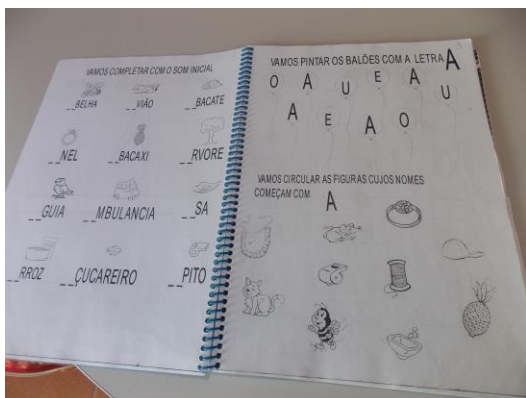 VAMOS COMPLETAR COM O SOM INICIAL
__BELHA __VIÃO __BACATE
__NEL __BACAXI __RVORE
__GUIA __MBULANCIA __SA
__RROZ __ÇUCAREIRO __PITO
VAMOS PINTAR OS BALÕES COM A LETRA A
O A U E A U
A E A O
VAMOS CIRCULAR AS FIGURAS CUJOS NOMES
COMEÇAM COM A